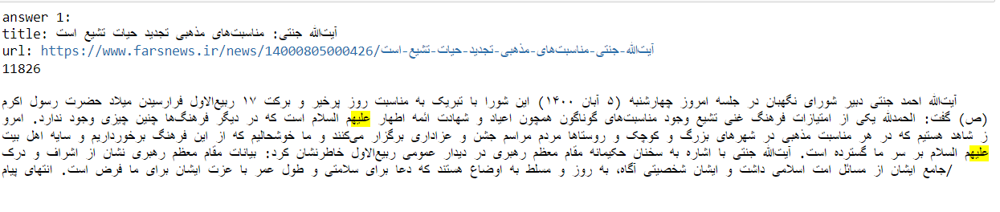 answer 1:
title: آیت‌الله جنتی: مناسبت‌های مذهبی تجدید حیات تشیع است
url: https://www.farsnews.ir/news/14000805000426/آیت‌الله-جنتی-مناسبت‌های-مذهبی-تجدید-حیات-تشیع-است
11826
آیت‌الله احمد جنتی دبیر شورای نگهبان در جلسه امروز چهارشنبه (۵ آبان ۱۴۰۰) این شورا با تبریک به مناسبت روز پرخیر و برکت ۱۷ ربیع‌الاول فرارسیدن میلاد حضرت رسول اکرم
(ص) گفت: الحمدلله یکی از امتیازات فرهنگ غنی تشیع وجود مناسبت‌های گوناگون همچون اعیاد و شهادت ائمه اطهار علیهم السلام است که در دیگر فرهنگ‌ها چنین چیزی وجود ندارد. امرو
ز شاهد هستیم که در هر مناسبت مذهبی در شهرهای بزرگ و کوچک و روستاها مردم مراسم جشن و عزاداری برگزار می‌کنند و ما خوشحالیم که از این فرهنگ برخورداریم و سایه اهل بیت
علیهم السلام بر سر ما گسترده است. آیت‌الله جنتی با اشاره به سخنان حکیمانه مقام معظم رهبری در دیدار عمومی ربیع‌الاول خاطرنشان کرد: بیانات مقام معظم رهبری نشان از اشراف و درک
جامع ایشان از مسائل امت اسلامی داشت و ایشان شخصیتی آگاه، به روز و مسلط به اوضاع هستند که دعا برای سلامتی و طول عمر با عزت ایشان برای ما فرض است. انتهای پیام/